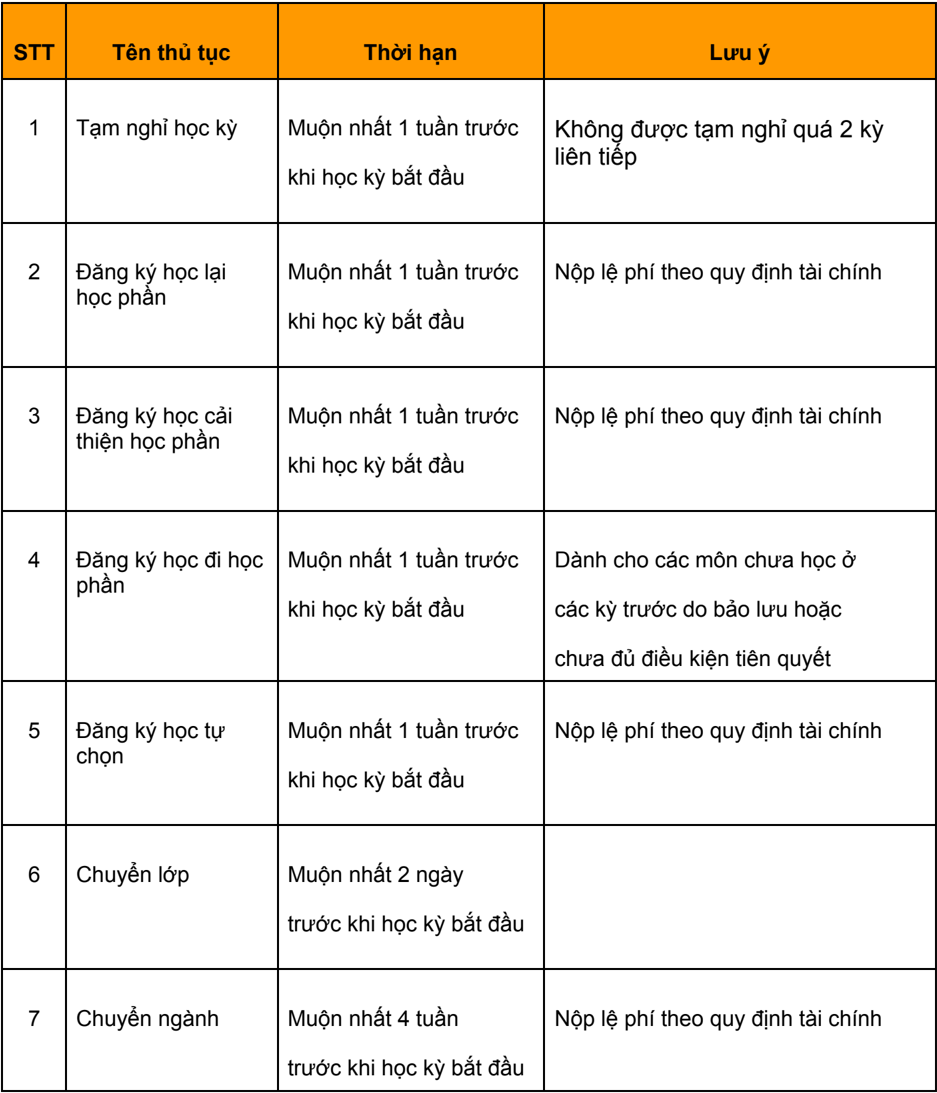 STT Tên thủ tục Thời hạn Lưu ý
1 Tạm nghỉ học kỳ Muộn nhất 1 tuần trước Không được tạm nghỉ quá 2 kỳ
khi học kỳ bắt đầu liên tiếp
2 Đăng ký học lại Muộn nhất 1 tuần trước Nộp lệ phí theo quy định tài chính
học phần khi học kỳ bắt đầu
3 Đăng ký học cải Muộn nhất 1 tuần trước Nộp lệ phí theo quy định tài chính
thiện học phần khi học kỳ bắt đầu
4 Đăng ký học đi học Muộn nhất 1 tuần trước Dành cho các môn chưa học ở
phần khi học kỳ bắt đầu các kỳ trước do bảo lưu hoặc
chưa đủ điều kiện tiên quyết
5 Đăng ký học tự Muộn nhất 1 tuần trước Nộp lệ phí theo quy định tài chính
chọn khi học kỳ bắt đầu
6 Chuyển lớp Muộn nhất 2 ngày
trước khi học kỳ bắt đầu
7 Chuyển ngành Muộn nhất 4 tuần Nộp lệ phí theo quy định tài chính
trước khi học kỳ bắt đầu